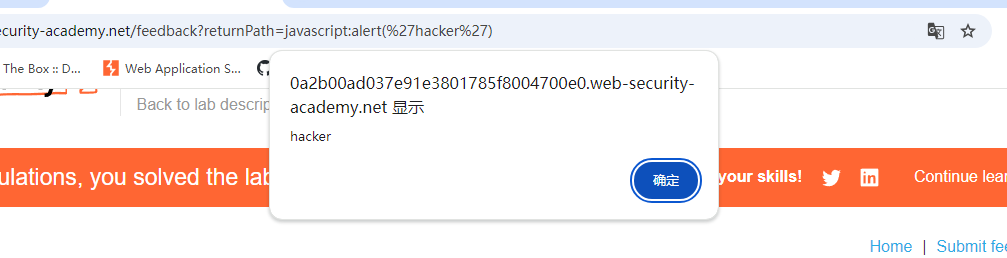 ecurity-academy.net/feedback?returnPath=javascript:alert(%27hacker%27)
The Box :: D... Web Application S...
Back to lab descrip
0a2b00ad037e91e3801785f8004700e0.web-security-
academy.net 显示
hacker
确定
ulations, you solved the lab your skills! Continue lear
Home | Submit fee